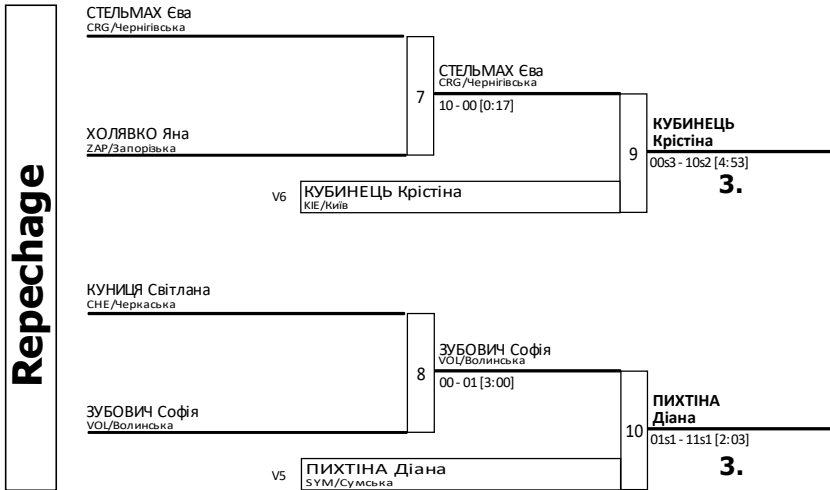 Repechage
СТЕЛЬМАХ Єва
CRG/Чернігівська
7
СТЕЛЬМАХ Єва
CRG/Чернігівська
10 - 00 [0:17]
ХОЛЯВКО Яна
ZAP/Запорізька
9
КУБИНЕЦЬ
Крістіна
00s3 - 10s2 [4:53]
3.
V6
КУБИНЕЦЬ Крістіна
KIE/Київ
КУНИЦЯ Світлана
CHE/Черкаська
8
ЗУБОВИЧ Софія
VOL/Волинська
00 - 01 [3:00]
ЗУБОВИЧ Софія
VOL/Волинська
10
ПИХТІНА
Діана
01s1 - 11s1 [2:03]
3.
V5
ПИХТІНА Діана
SYM/Сумська